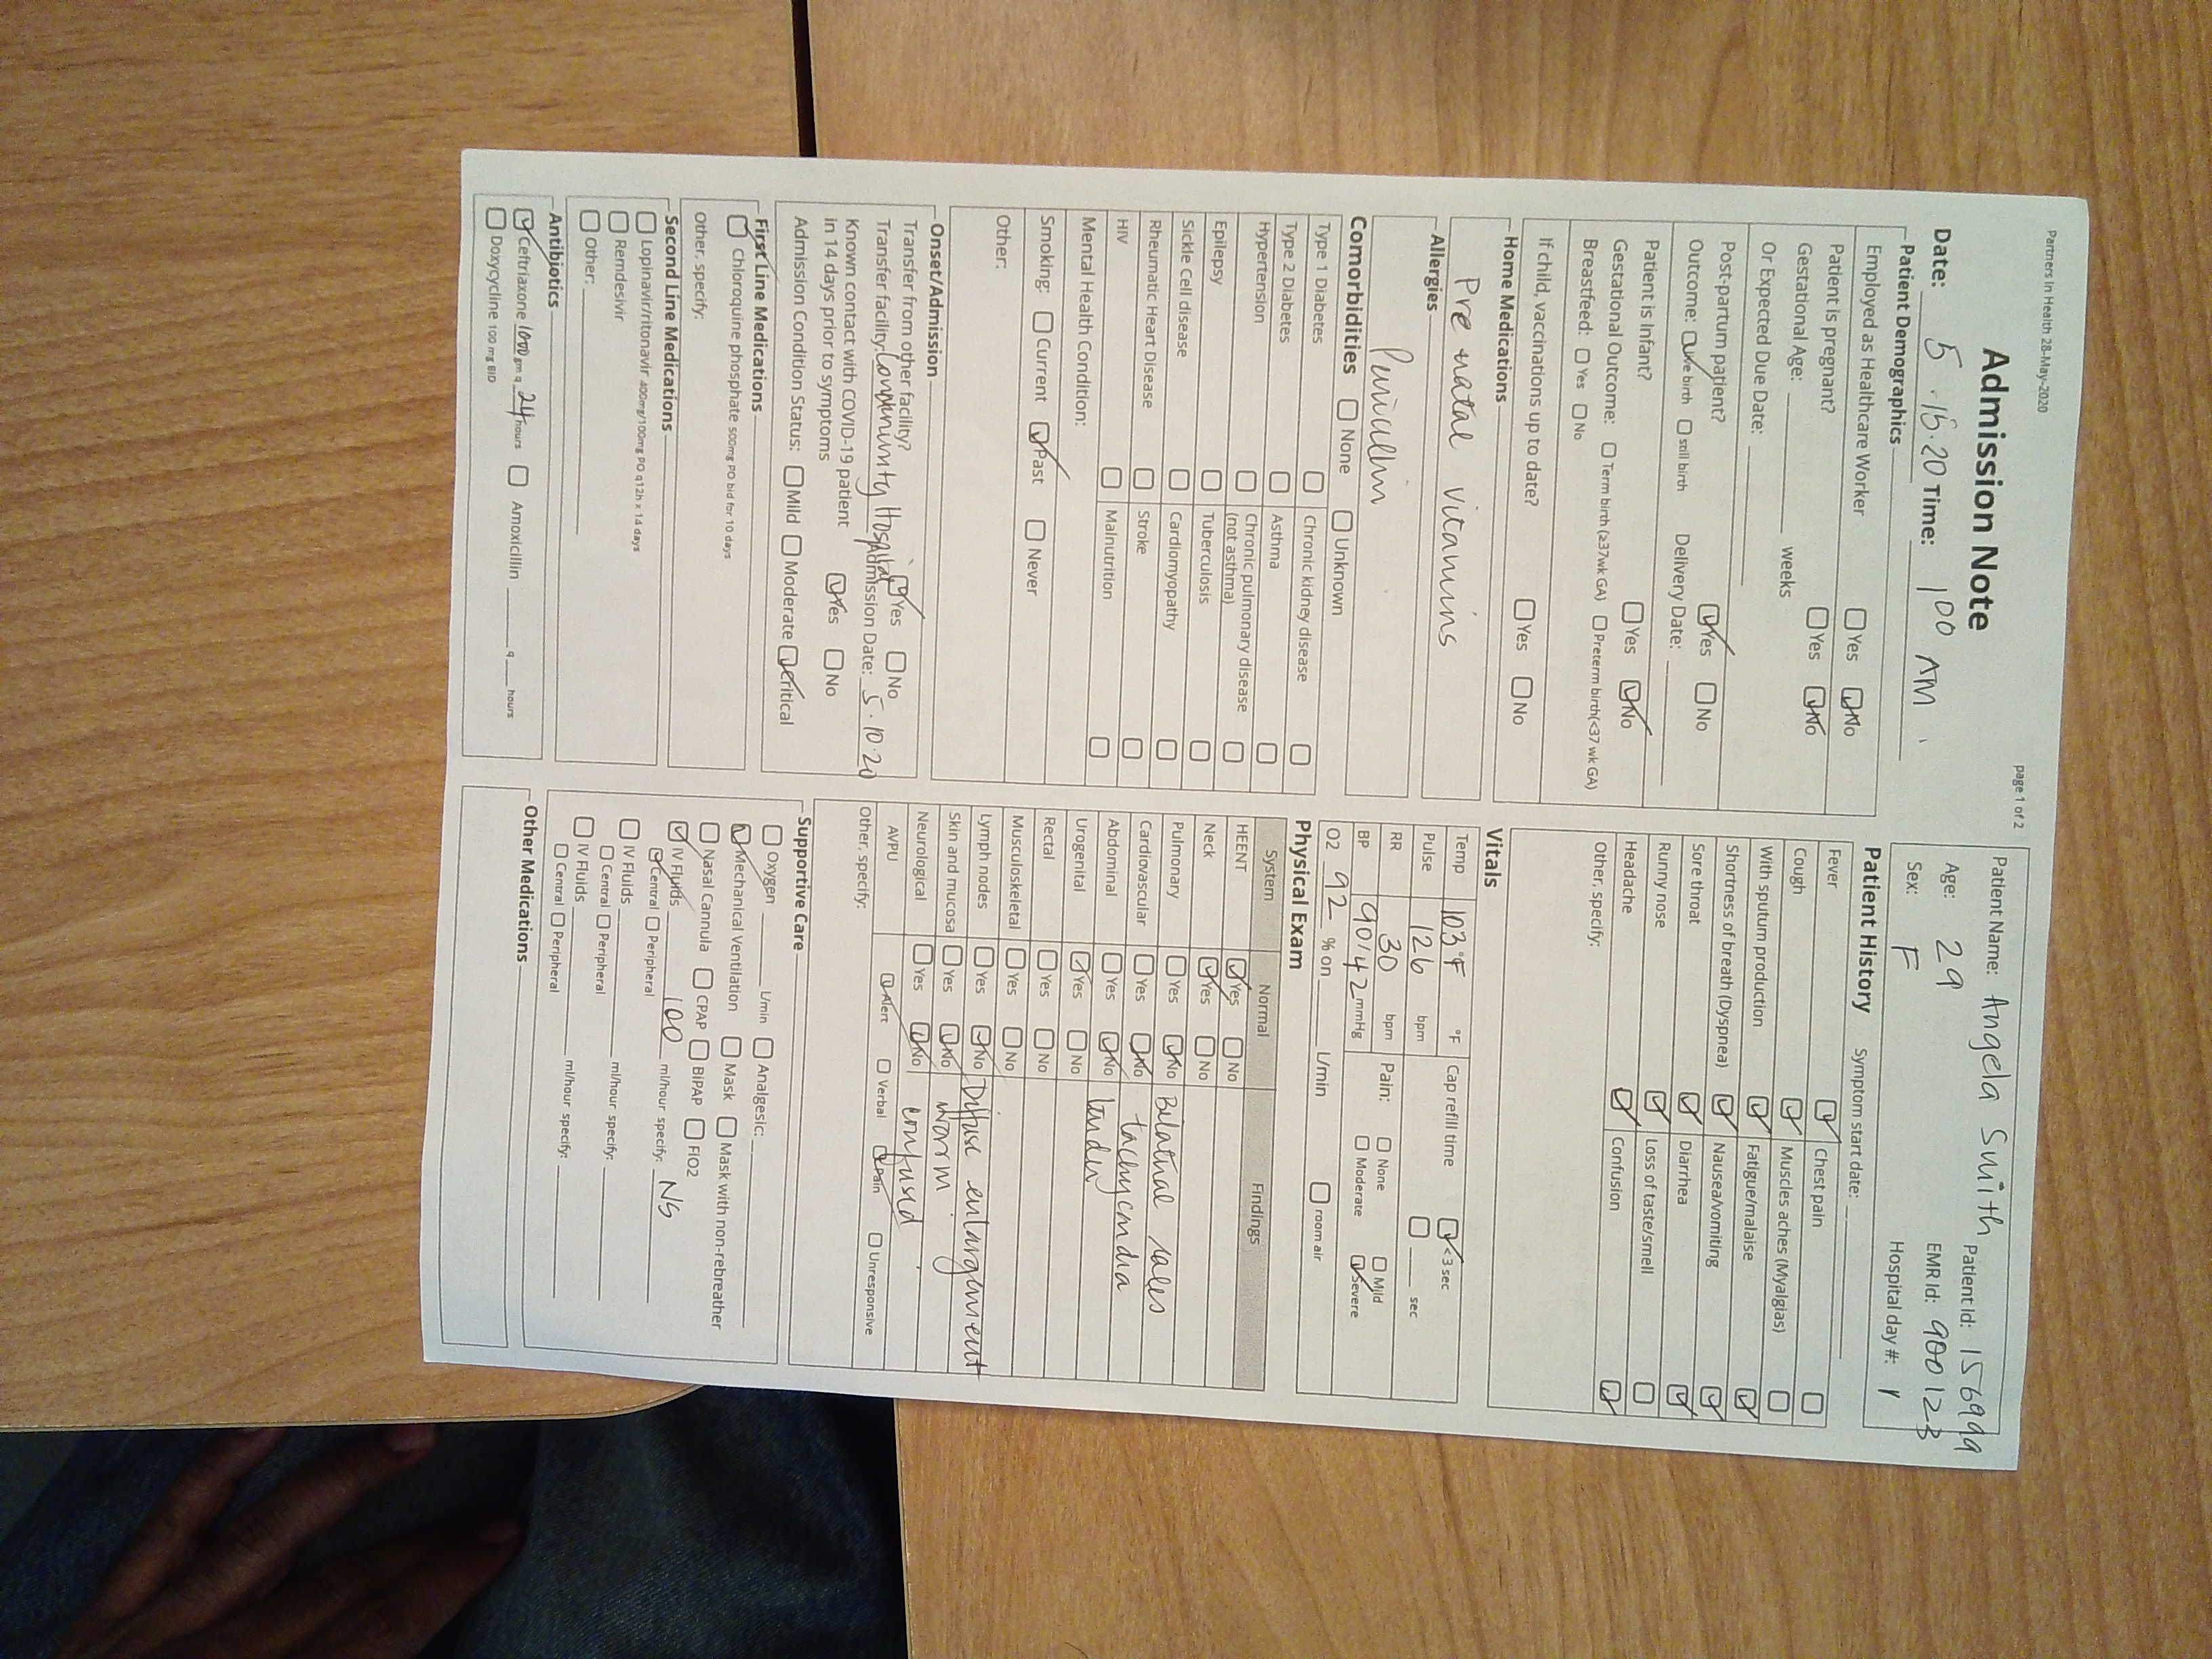 Partners In Health 28-May-2020
page 1 of 2
Admission Note
Date: 5.16.20 Time: 1 00 AM.
Patient Demographics
Employed as Healthcare Worker Yes No
Patient is pregnant? Yes No
Gestational Age: weeks
Or Expected Due Date:
Post-partum patient? Yes No
Outcome: Live birth still birth Delivery Date:
Patient is Infant? Yes No
Gestational Outcome: Term birth (≥37wk GA) Preterm birth(<37 wk GA)
Breastfeed: Yes No
If child, vaccinations up to date? Yes No
Home Medications
Pre natal vitamins
Allergies
Penicillin
Comorbidities None Unknown
Type 1 Diabetes Chronic kidney disease
Type 2 Diabetes Asthma
Hypertension Chronic pulmonary disease (not asthma)
Epilepsy Tuberculosis
Sickle Cell disease Cardiomyopathy
Rheumatic Heart Disease Stroke
HIV Malnutrition
Mental Health Condition:
Smoking: Current Past Never
Other:
Onset/Admission
Transfer from other facility? Yes No
Transfer facility: Community Hospital Admission Date: 5.10.20
Known contact with COVID-19 patient
in 14 days prior to symptoms Yes No
Admission Condition Status: Mild Moderate Critical
First Line Medications
Chloroquine phosphate 500mg PO bid for 10 days
Other, specify:
Second Line Medications
Lopinavir/ritonavir 400mg/100mg PO q12h x 14 days
Remdesivir
Other:
Antibiotics
Ceftriaxone 1000 gm q 24 hours Amoxicillin q hours
Doxycycline 100 mg BID
Patient Name: Angela Smith Patient Id: 156999
Age: 29 EMR Id: 900123
Sex: F Hospital day #: 1
Patient History Symptom start date:
Fever Chest pain
Cough Muscles aches (Myalgias)
With sputum production Fatigue/malaise
Shortness of breath (Dyspnea) Nausea/vomiting
Sore throat Diarrhea
Runny nose Loss of taste/smell
Headache Confusion
Other, specify:
Vitals
Temp 103°F °F Cap refill time <3 sec
Pulse 126 bpm sec
RR 30 bpm Pain: None Mild
BP 90/42 mmHg Moderate Severe
O2 92 % on L/min room air
Physical Exam
System Normal Findings
HEENT Yes No
Neck Yes No
Pulmonary Yes No Bilatural rales
Cardiovascular Yes No tachycardia
Abdominal Yes No tender
Urogenital Yes No
Rectal Yes No
Musculoskeletal Yes No
Lymph nodes Yes No Diffuse enlargement
Skin and mucosa Yes No warm.
Neurological Yes No confused.
AVPU Alert Verbal Pain Unresponsive
Other, specify:
Supportive Care
Oxygen L/min Analgesic:
Mechanical Ventilation Mask Mask with non-rebreather
Nasal Cannula CPAP BiPAP FIO2
IV Fluids 100 ml/hour specify: NS
Central Peripheral
IV Fluids ml/hour specify:
Central Peripheral
IV Fluids ml/hour specify:
Central Peripheral
Other Medications